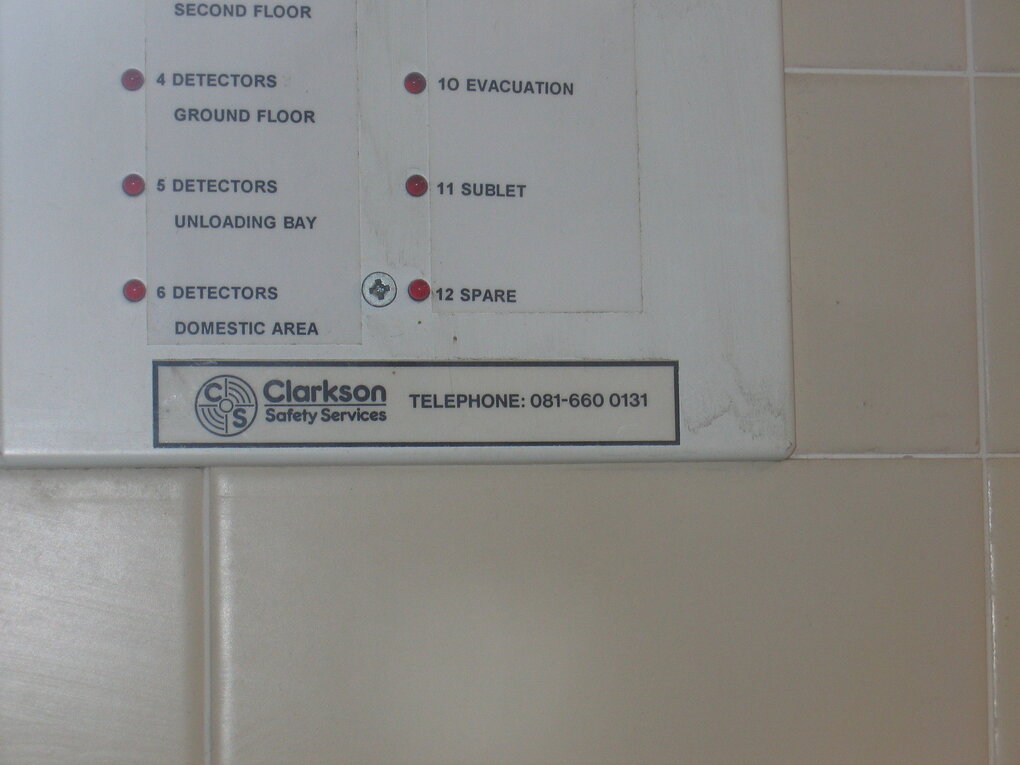 SECOND FLOOR
4 DETECTORS
GROUND FLOOR
5 DETECTORS
UNLOADING BAY
6 DETECTORS
DOMESTIC AREA
10 EVACUATION
11 SUBLET
12 SPARE
CS
Clarkson
Safety Services
TELEPHONE: 081-660 0131